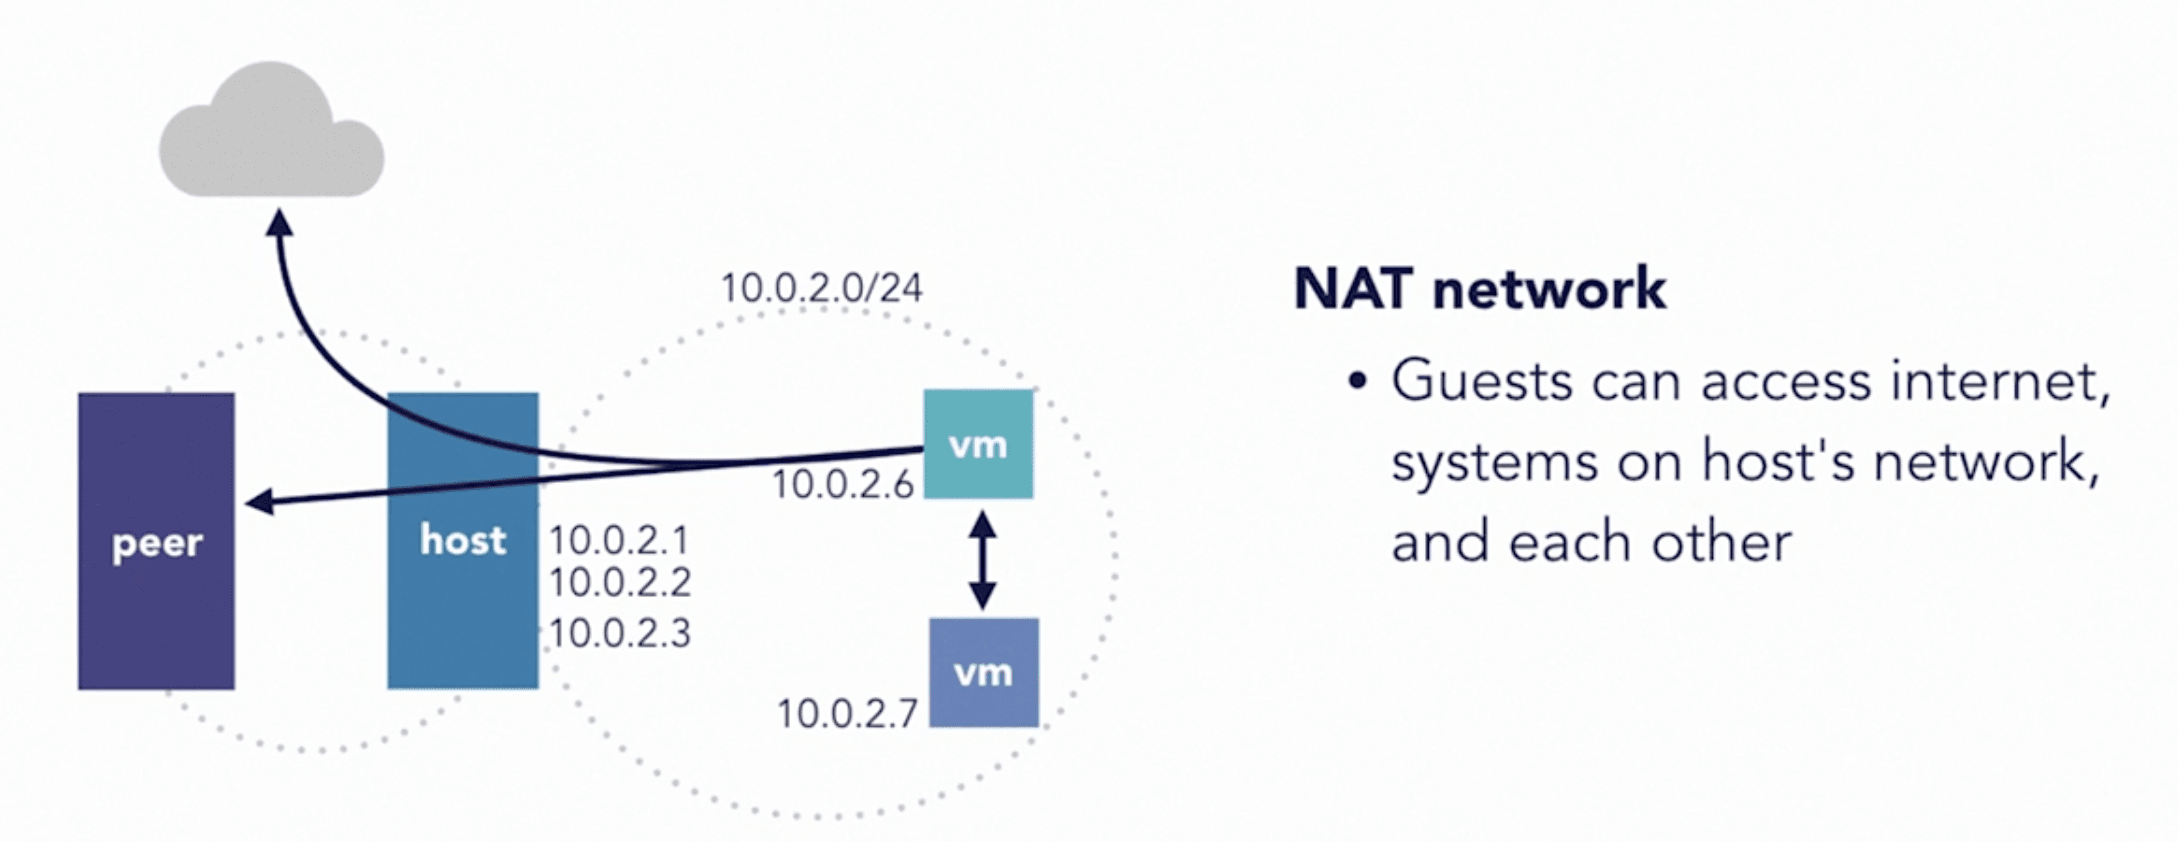 10.0.2.0/24
vm
10.0.2.6
peer
host
10.0.2.1
10.0.2.2
10.0.2.3
vm
10.0.2.7
NAT network
• Guests can access internet,
systems on host's network,
and each other